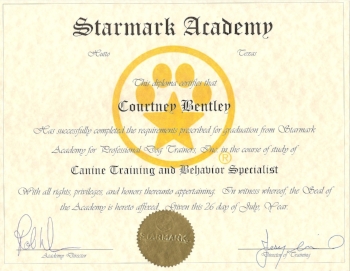 Starmark Academy
Hutto Texas
This diploma certifies that
Courtney Bentley
Has successfully completed the requirements prescribed for graduation from Starmark
Academy for Professional Dog Trainers, Inc. in the course of study of
®
Canine Training and Behavior Specialist
With all rights, privileges, and honors thereunto appertaining. In witness whereof, the Seal of
the Academy is hereto affixed. Given this 26 day of July, Year
STARMARK
Academy Director Director of Training